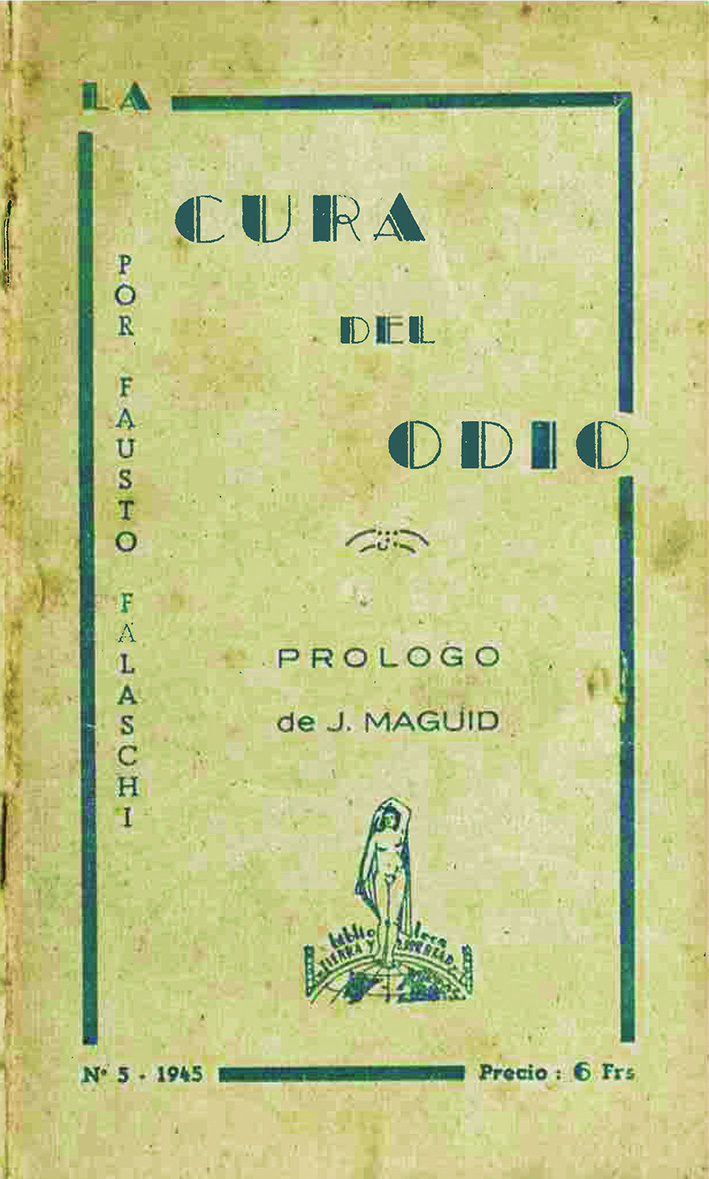 LA
CURA
DEL
ODIO
POR FAUSTO FALASCHI
PROLOGO
de J. MAGUID
biblioteca
TIERRA Y LIBERTAD
Nº 5 - 1945
Precio : 6 Frs